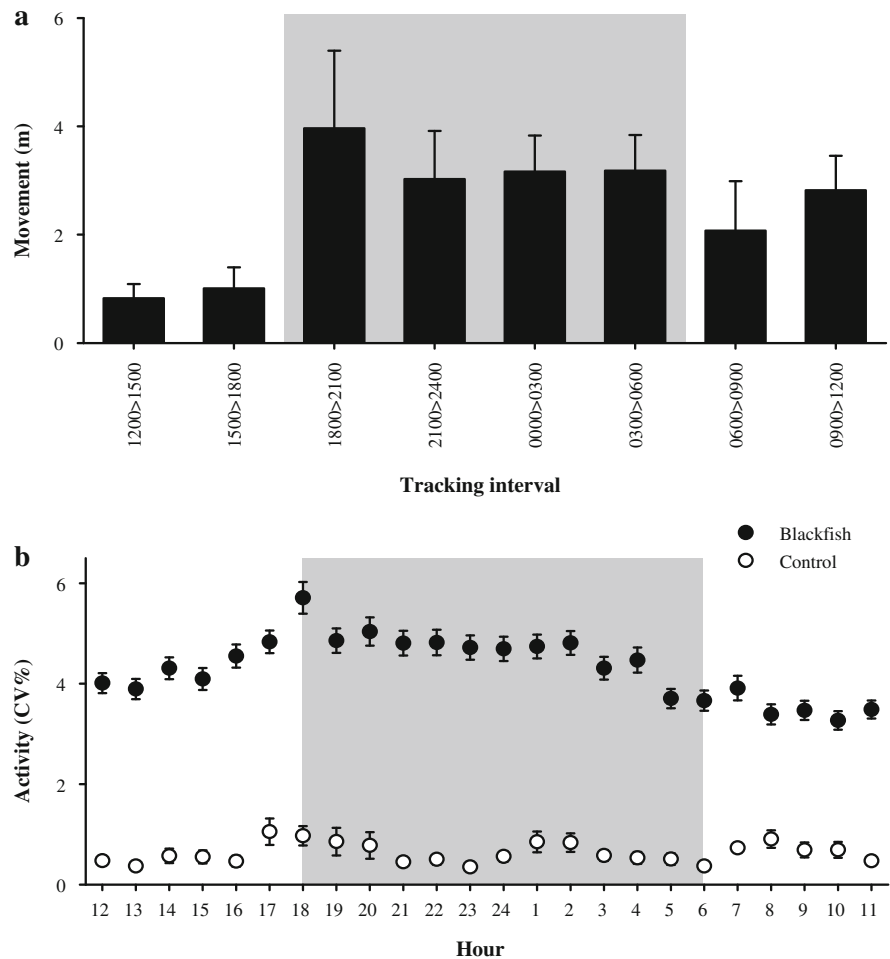 a
6
4
2
0
Movement (m)
1200>1500
1500>1800
1800>2100
2100>2400
0000>0300
0300>0600
0600>0900
0900>1200
Tracking interval
b
Blackfish
Control
6
4
2
0
Activity (CV%)
12 13 14 15 16 17 18 19 20 21 22 23 24 1 2 3 4 5 6 7 8 9 10 11
Hour